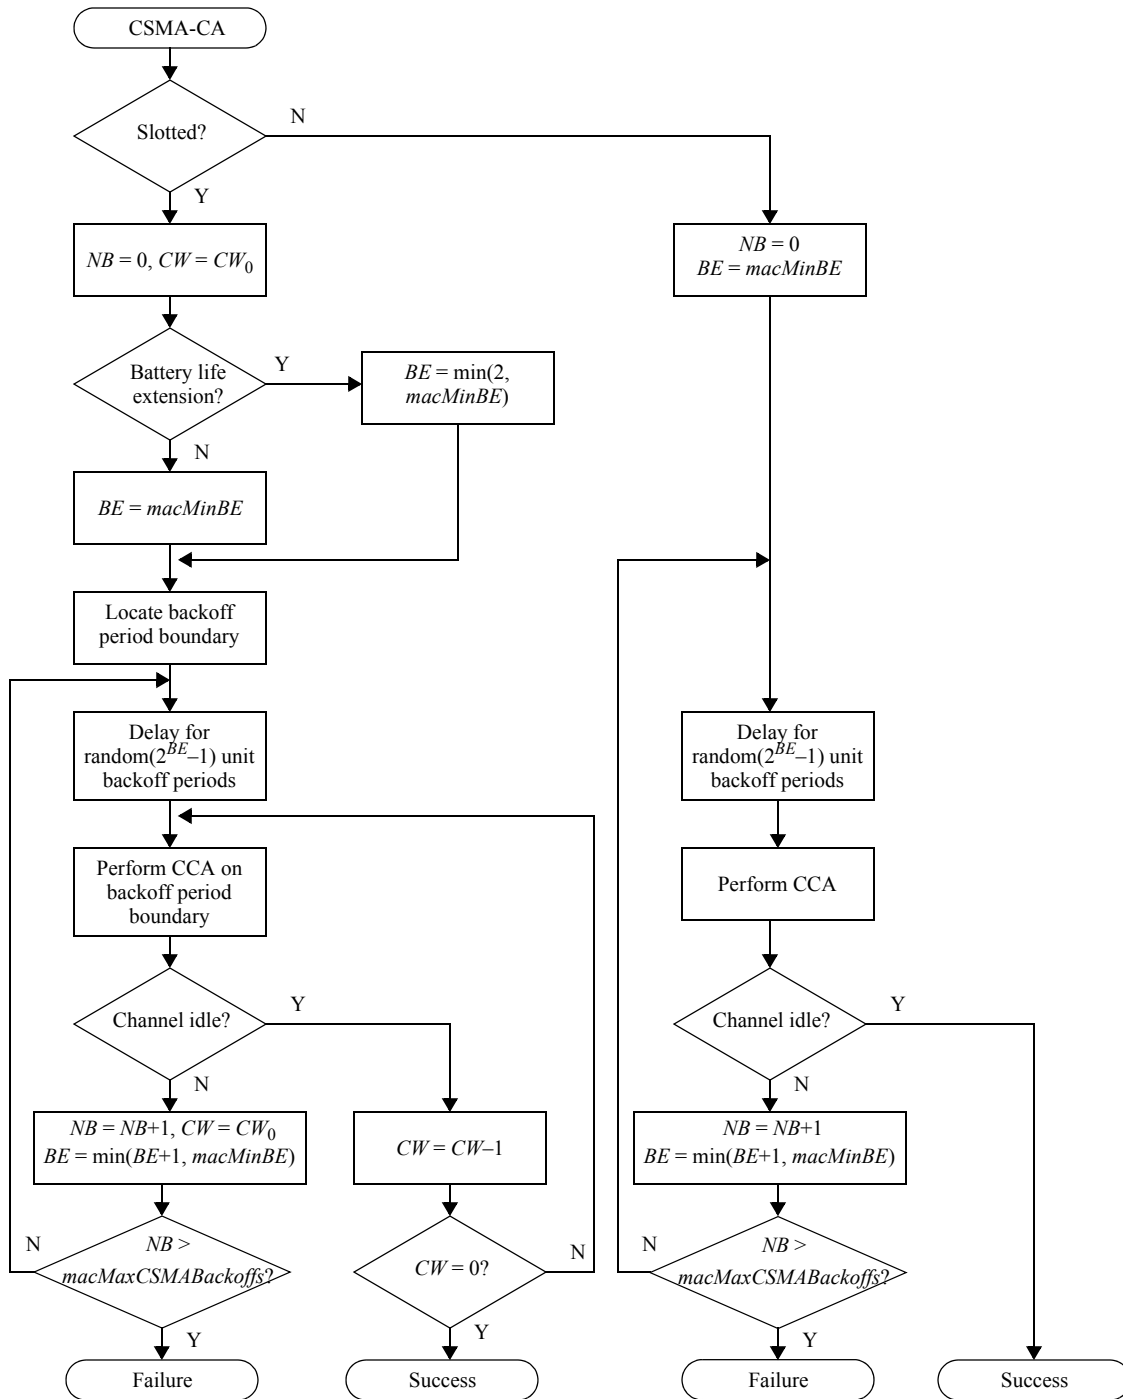 CSMA-CA
Slotted?
N
Y
NB = 0, CW = CW0
NB = 0
BE = macMinBE
Battery life
extension?
Y
BE = min(2,
macMinBE)
N
BE = macMinBE
Locate backoff
period boundary
Delay for
random(2^BE–1) unit
backoff periods
Delay for
random(2^BE–1) unit
backoff periods
Perform CCA on
backoff period
boundary
Perform CCA
Channel idle?
Y
N
Channel idle?
Y
N
NB = NB+1, CW = CW0
BE = min(BE+1, macMinBE)
CW = CW–1
NB = NB+1
BE = min(BE+1, macMinBE)
N
NB >
macMaxCSMABackoffs?
Y
CW = 0?
N
Y
N
NB >
macMaxCSMABackoffs?
Y
Failure
Success
Failure
Success